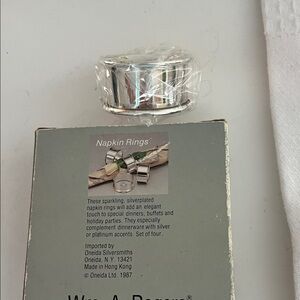 Napkin Rings
These sparkling, silverplated
napkin rings will add an elegant
touch to special dinners, buffets and
holiday parties. They especially
complement dinnerware with silver
or platinum accents. Set of four.
Imported by
Oneida Silversmiths
Oneida, N.Y. 13421
Made in Hong Kong
© Oneida Ltd. 1987
Wm. A. Rogers®